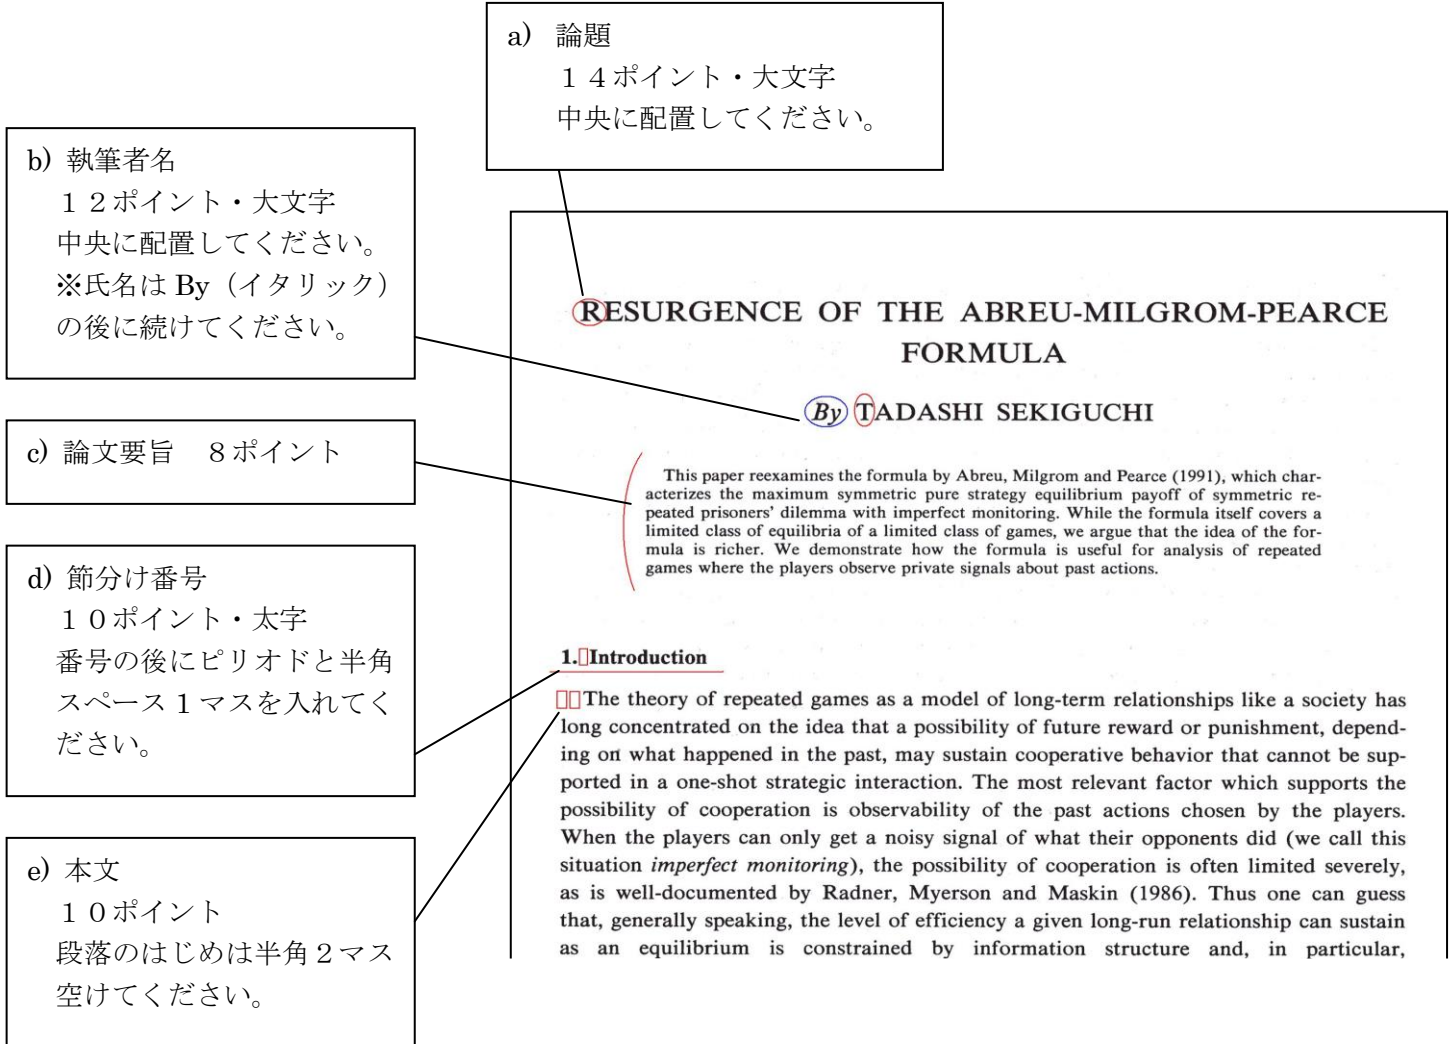 a) 論題
１４ポイント・大文字
中央に配置してください。
b) 執筆者名
１２ポイント・大文字
中央に配置してください。
※氏名は By（イタリック）
の後に続けてください。
c) 論文要旨　８ポイント
d) 節分け番号
１０ポイント・太字
番号の後にピリオドと半角
スペース 1 マスを入れてく
ださい。
e) 本文
１０ポイント
段落のはじめは半角 2 マス
空けてください。
RESURGENCE OF THE ABREU-MILGROM-PEARCE
FORMULA
By TADASHI SEKIGUCHI
This paper reexamines the formula by Abreu, Milgrom and Pearce (1991), which char-
acterizes the maximum symmetric pure strategy equilibrium payoff of symmetric re-
peated prisoners' dilemma with imperfect monitoring. While the formula itself covers a
limited class of equilibria of a limited class of games, we argue that the idea of the for-
mula is richer. We demonstrate how the formula is useful for analysis of repeated
games where the players observe private signals about past actions.
1. Introduction
The theory of repeated games as a model of long-term relationships like a society has
long concentrated on the idea that a possibility of future reward or punishment, depend-
ing on what happened in the past, may sustain cooperative behavior that cannot be sup-
ported in a one-shot strategic interaction. The most relevant factor which supports the
possibility of cooperation is observability of the past actions chosen by the players.
When the players can only get a noisy signal of what their opponents did (we call this
situation imperfect monitoring), the possibility of cooperation is often limited severely,
as is well-documented by Radner, Myerson and Maskin (1986). Thus one can guess
that, generally speaking, the level of efficiency a given long-run relationship can sustain
as an equilibrium is constrained by information structure and, in particular,